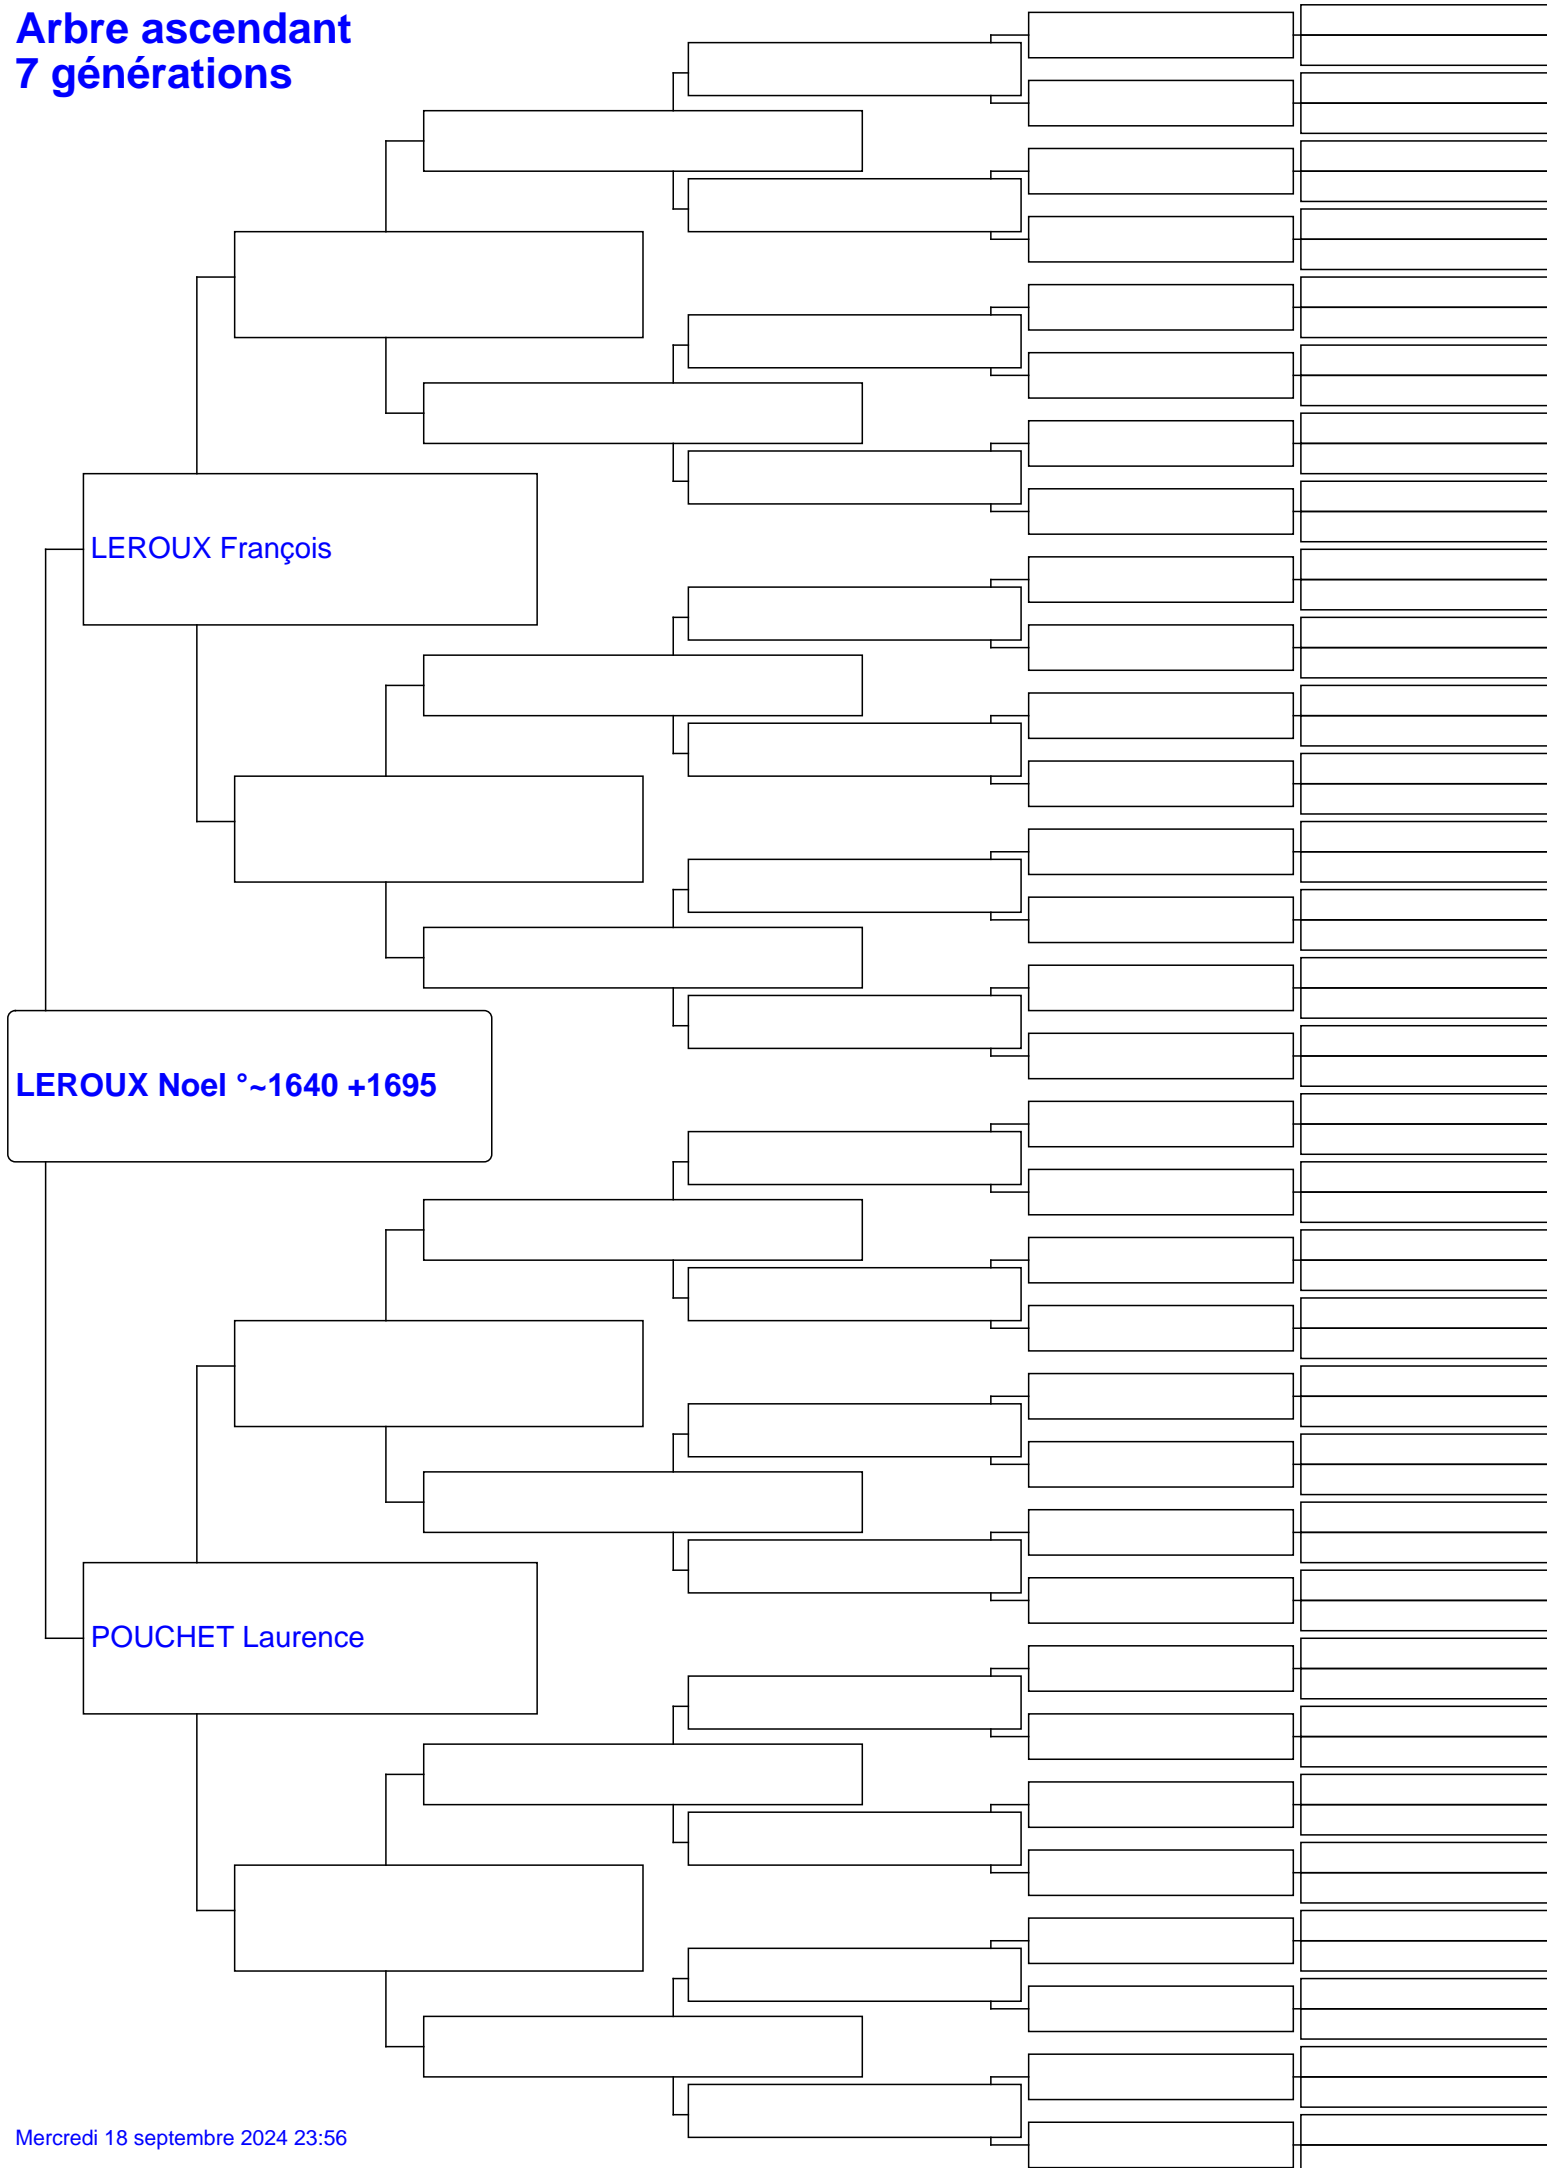 Arbre ascendant
7 générations
LEROUX François
LEROUX Noel °~1640 +1695
POUCHET Laurence
Mercredi 18 septembre 2024 23:56